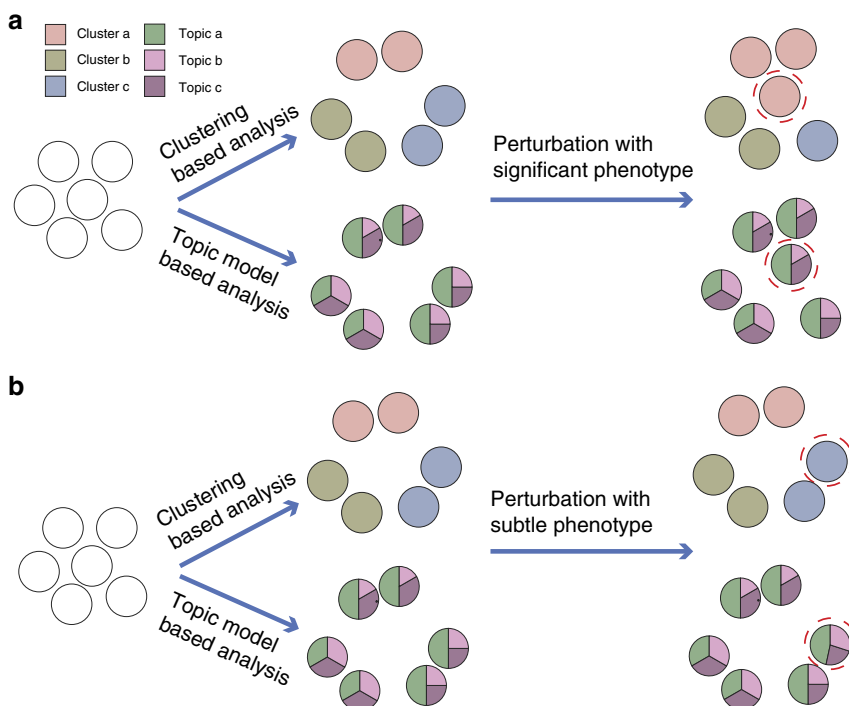 a
Cluster a
Topic a
Cluster b
Topic b
Cluster c
Topic c
Clustering
based analysis
Topic model
based analysis
Perturbation with
significant phenotype
b
Clustering
based analysis
Topic model
based analysis
Perturbation with
subtle phenotype